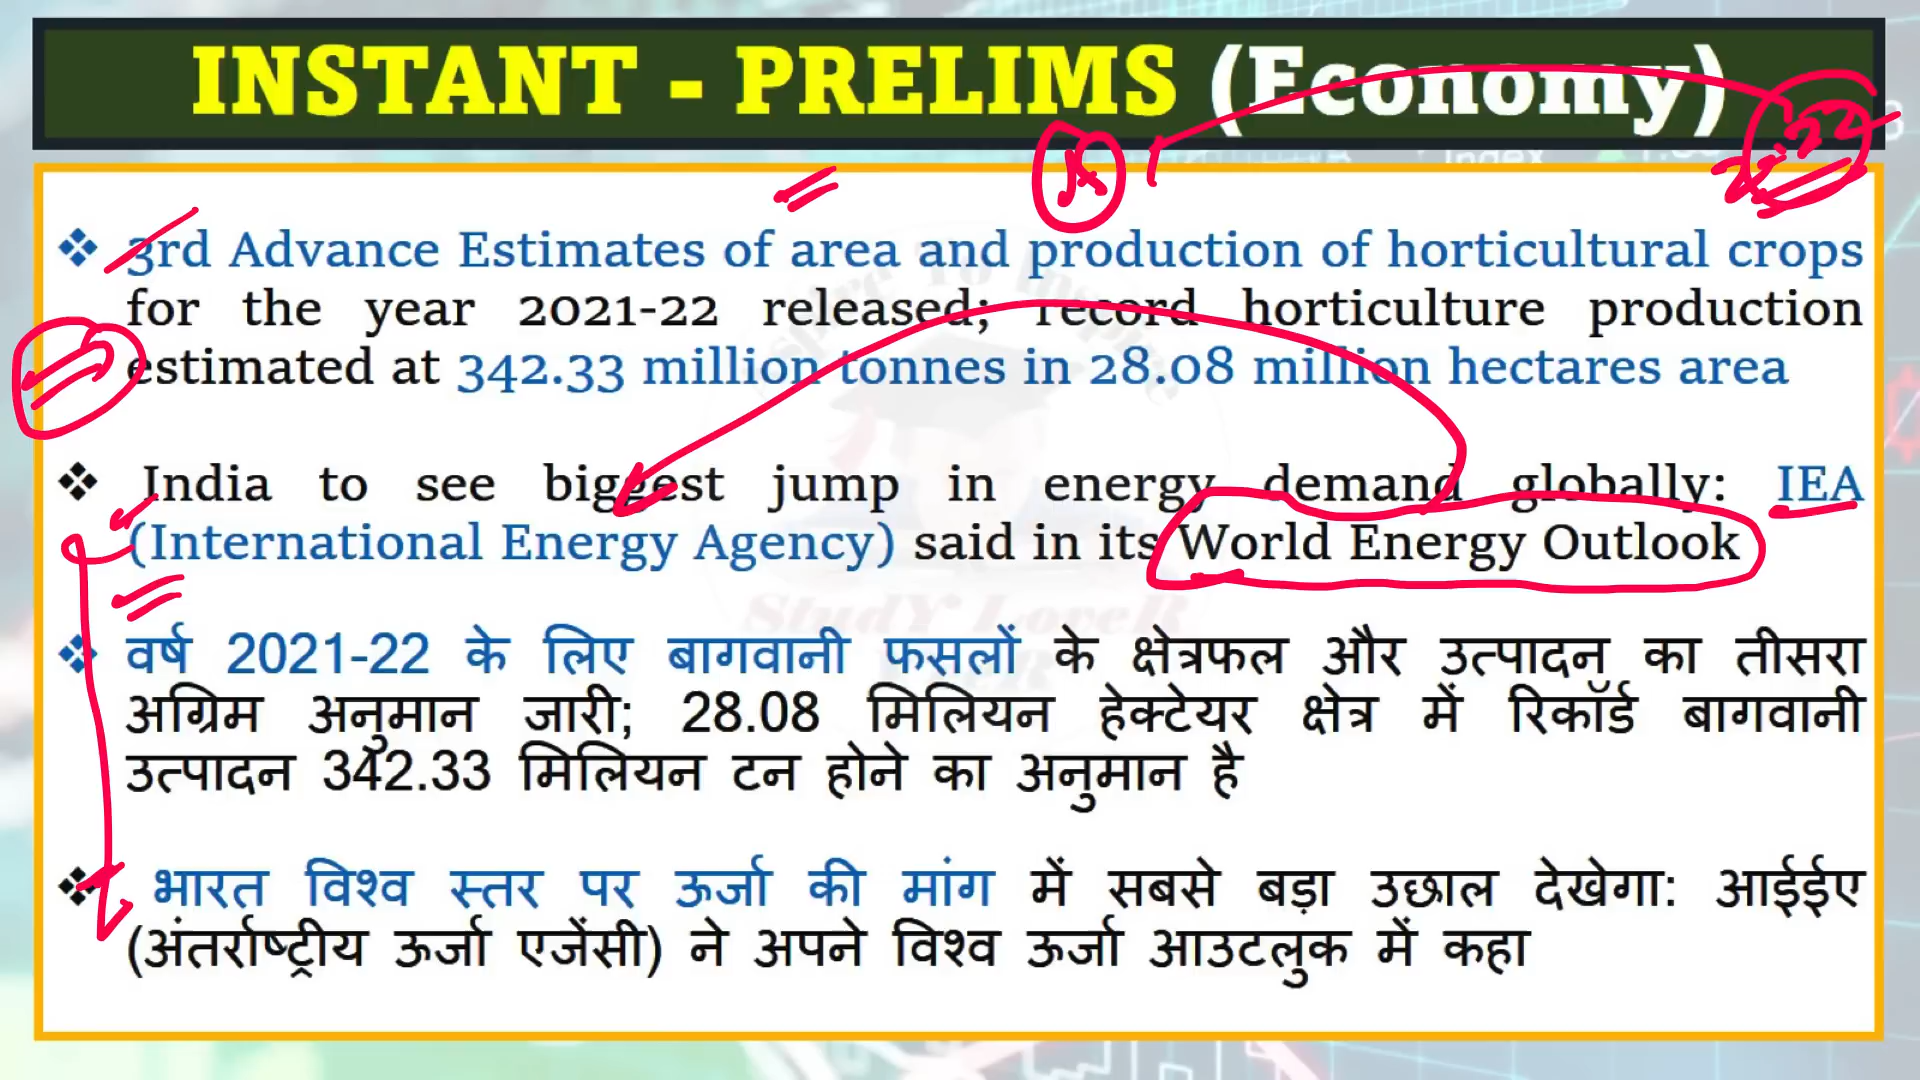 INSTANT - PRELIMS (Economy)
3rd Advance Estimates of area and production of horticultural crops
for the year 2021-22 released; record horticulture production
estimated at 342.33 million tonnes in 28.08 million hectares area
India to see biggest jump in energy demand globally: IEA
(International Energy Agency) said in its World Energy Outlook
StudY LoveR
वर्ष 2021-22 के लिए बागवानी फसलों के क्षेत्रफल और उत्पादन का तीसरा
अग्रिम अनुमान जारी; 28.08 मिलियन हेक्टेयर क्षेत्र में रिकॉर्ड बागवानी
उत्पादन 342.33 मिलियन टन होने का अनुमान है
भारत विश्व स्तर पर ऊर्जा की मांग में सबसे बड़ा उछाल देखेगा: आईईए
(अंतर्राष्ट्रीय ऊर्जा एजेंसी) ने अपने विश्व ऊर्जा आउटलुक में कहा